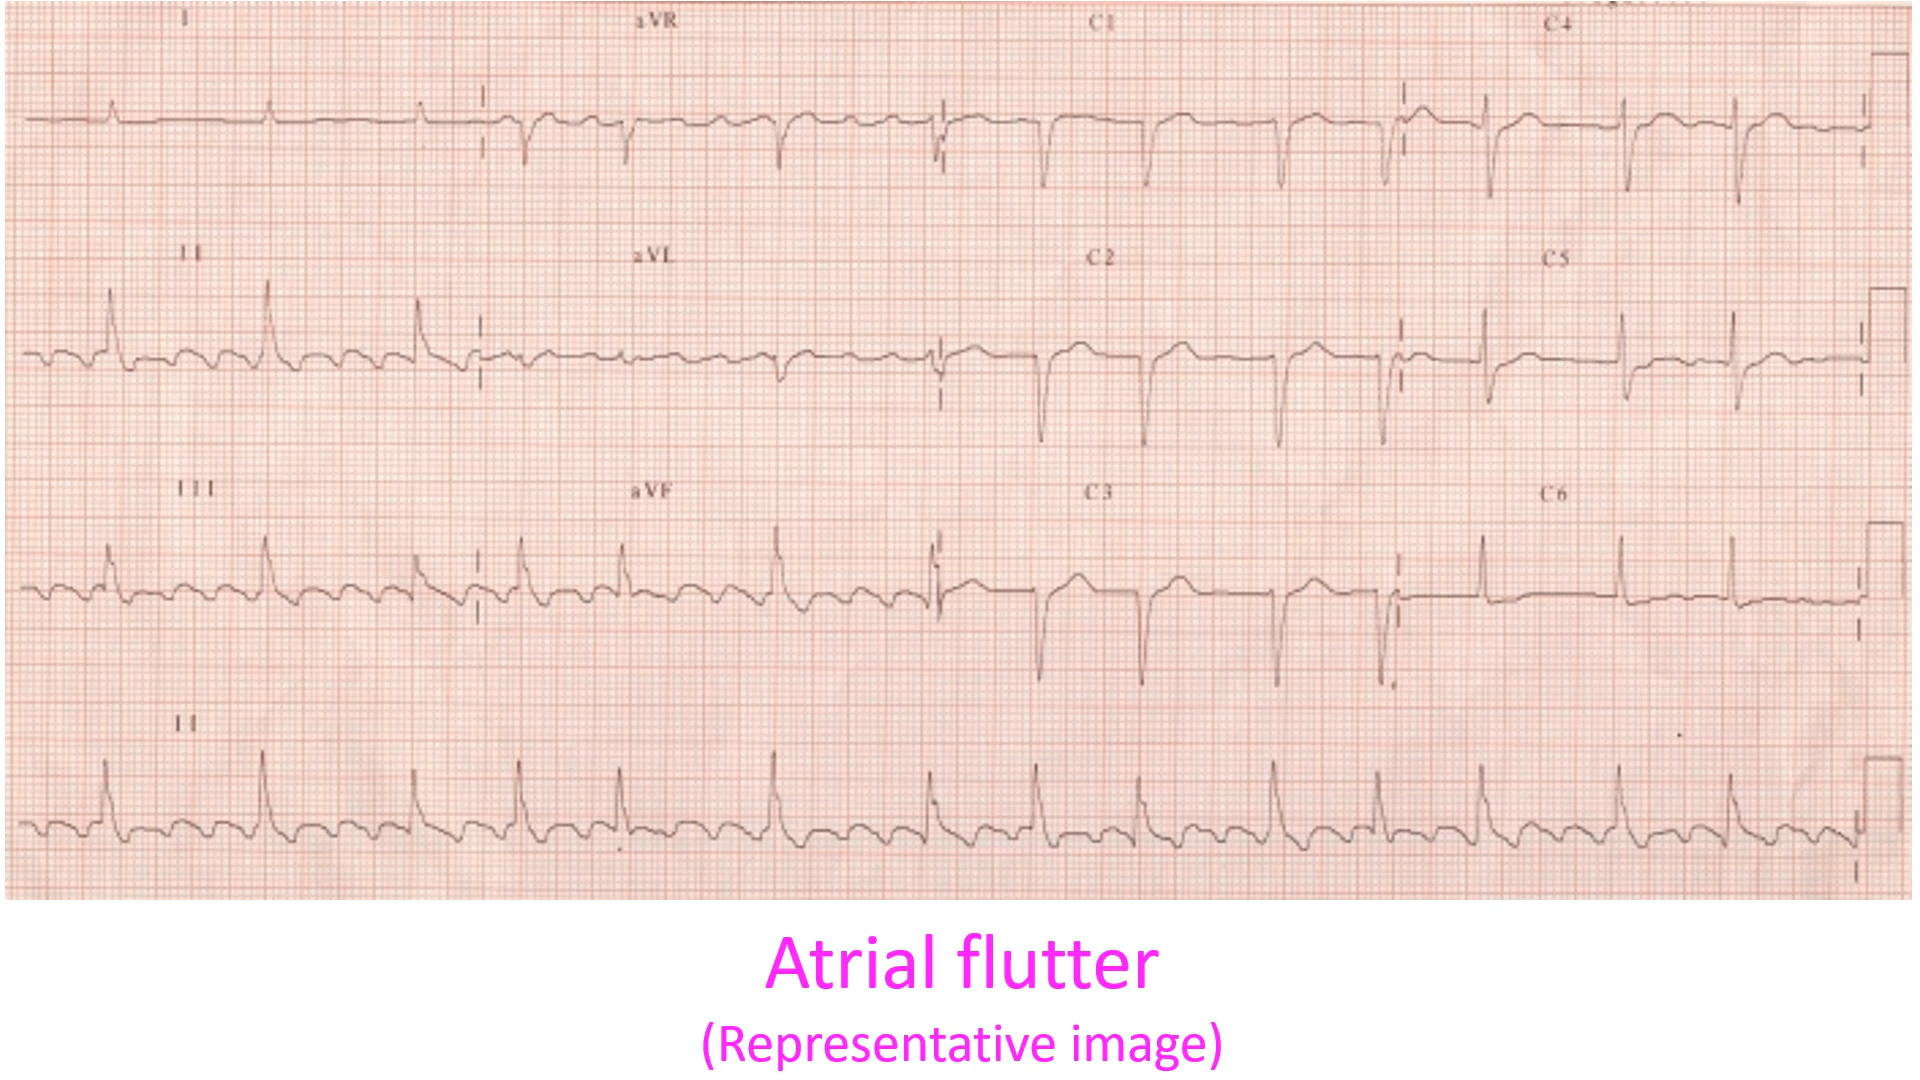 I aVR C1 C4
II aVL C2 C5
III aVF C3 C6
II
Atrial flutter
(Representative image)